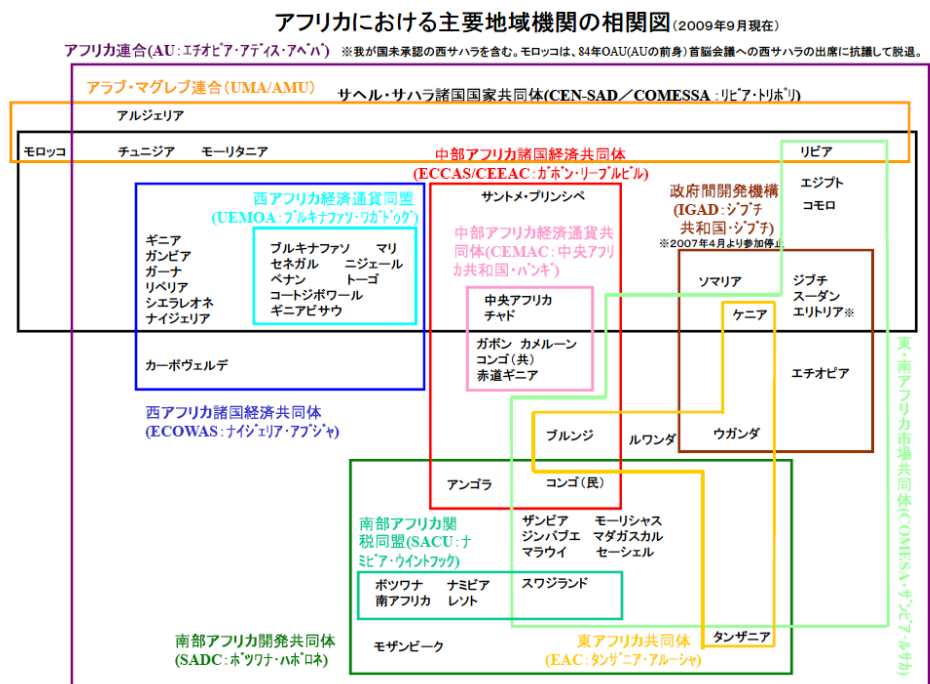 アフリカにおける主要地域機関の相関図(2009年9月現在)
アフリカ連合(AU：エチオピア・アディス・アベバ) ※我が国未承認の西サハラを含む。モロッコは、84年OAU(AUの前身)首脳会議への西サハラの出席に抗議して脱退。
アラブ・マグレブ連合(UMA/AMU)
サヘル・サハラ諸国国家共同体(CEN-SAD／COMESSA：リビア・トリポリ)
アルジェリア
モロッコ チュニジア モーリタニア
リビア
中部アフリカ諸国経済共同体
(ECCAS/CEEAC：ガボン・リーブルビル)
サントメ・プリンシペ
エジプト
コモロ
政府間開発機構
(IGAD：ジブチ
共和国・ジブチ)
※2007年4月より参加停止
西アフリカ経済通貨同盟
(UEMOA：ブルキナファソ・ワガドッグ)
中部アフリカ経済通貨共
同体(CEMAC：中央アフリ
カ共和国・バンギ)
ギニア
ガンビア
ガーナ
リベリア
シエラレオネ
ナイジェリア
ブルキナファソ マリ
セネガル ニジェール
ベナン トーゴ
コートジボワール
ギニアビサウ
中央アフリカ
チャド
ソマリア
ジブチ
スーダン
エリトリア※
ケニア
ガボン カメルーン
コンゴ(共)
赤道ギニア
カーボヴェルデ
エチオピア
東・南アフリカ市場共同体(COMESA・ザンビア・ルサカ)
西アフリカ諸国経済共同体
(ECOWAS：ナイジェリア・アブジャ)
ブルンジ ルワンダ ウガンダ
アンゴラ コンゴ(民)
南部アフリカ関
税同盟(SACU：ナ
ミビア・ウイントフック)
ザンビア モーリシャス
ジンバブエ マダガスカル
マラウイ セーシェル
ボツワナ ナミビア スワジランド
南アフリカ レソト
南部アフリカ開発共同体
(SADC：ボツワナ・ハボロネ)
モザンビーク
東アフリカ共同体
(EAC：タンザニア・アルーシャ)
タンザニア